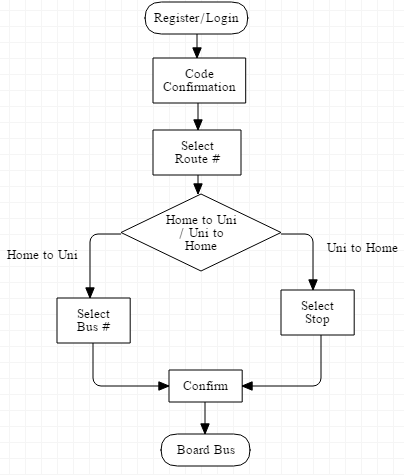 Register/Login
Code
Confirmation
Select
Route #
Home to Uni
/ Uni to
Home
Home to Uni
Uni to Home
Select
Bus #
Select
Stop
Confirm
Board Bus